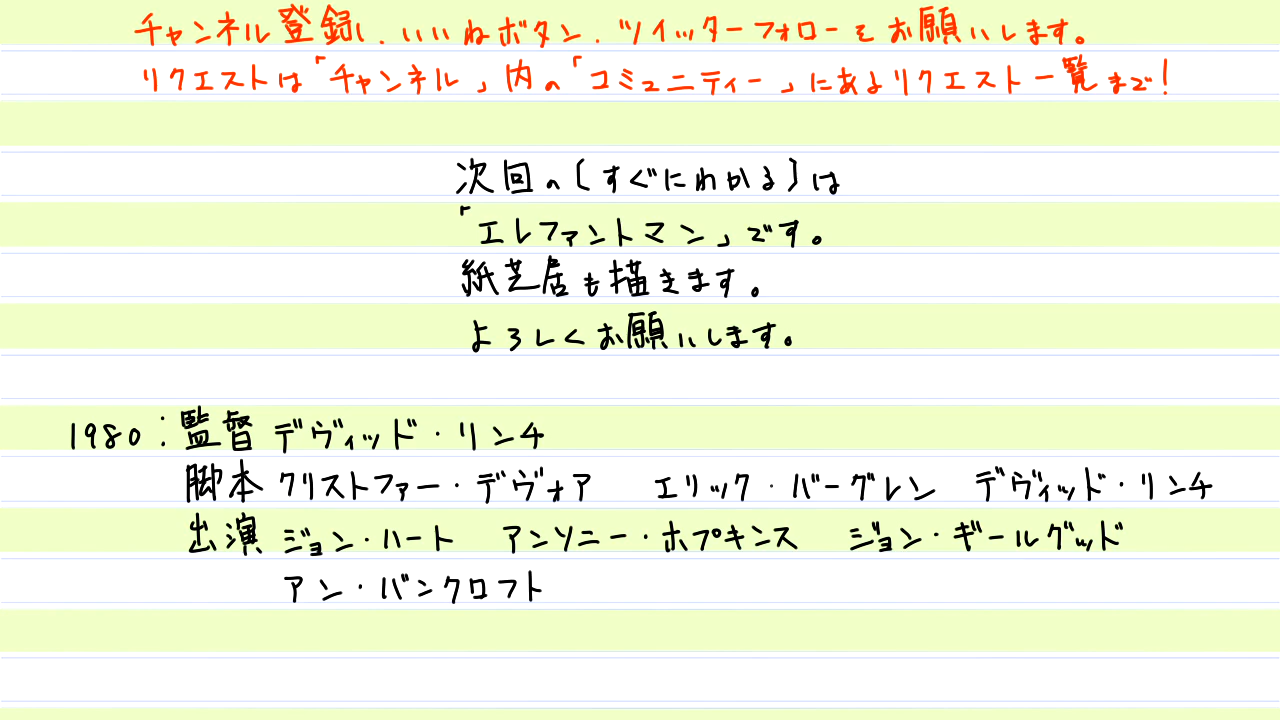 チャンネル登録、いいねボタン、ツイッターフォローをお願いします。
リクエストは「チャンネル」内の「コミュニティー」にあるリクエスト一覧まで!
次回の〔すぐにわかる〕は
「エレファントマン」です。
紙芝居も描きます。
よろしくお願いします。
1980:監督 デヴィッド・リンチ
脚本 クリストファー・デヴォア エリック・バーグレン デヴィッド・リンチ
出演 ジョン・ハート アンソニー・ホプキンス ジョン・ギールグッド
アン・バンクロフト